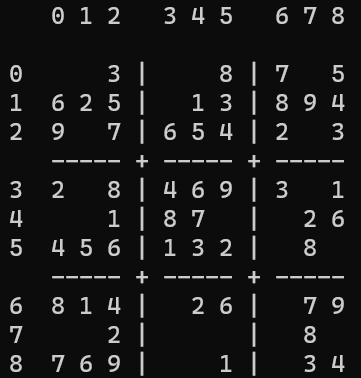 0 1 2   3 4 5   6 7 8
0      3 |     8 | 7   5
1  6 2 5 |   1 3 | 8 9 4
2  9   7 | 6 5 4 | 2   3
   ----- + ----- + -----
3  2   8 | 4 6 9 | 3   1
4      1 | 8 7   |   2 6
5  4 5 6 | 1 3 2 |   8
   ----- + ----- + -----
6  8 1 4 |   2 6 |   7 9
7      2 |       |   8
8  7 6 9 |     1 |   3 4